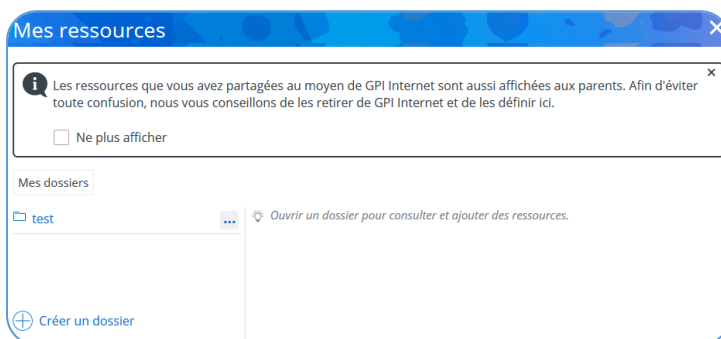 Mes ressources
Les ressources que vous avez partagées au moyen de GPI Internet sont aussi affichées aux parents. Afin d'éviter
toute confusion, nous vous conseillons de les retirer de GPI Internet et de les définir ici.
Ne plus afficher
Mes dossiers
test
...
Ouvrir un dossier pour consulter et ajouter des ressources.
Créer un dossier